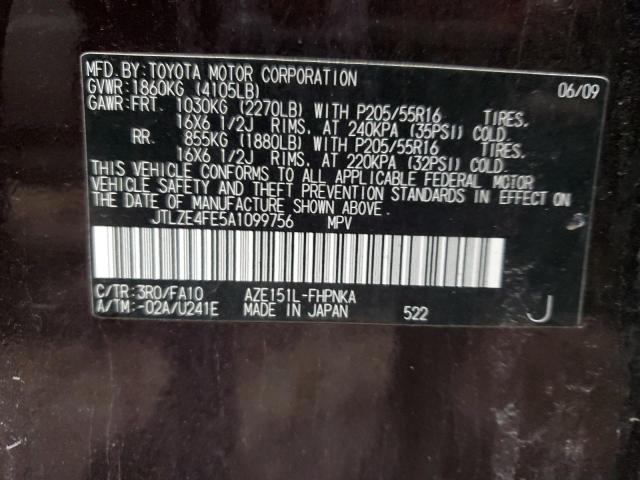 MFD.BY:TOYOTA MOTOR CORPORATION 06/09
GVWR:1860KG (4105LB)
GAWR:FRT. 1030KG (2270LB) WITH P205/55R16 TIRES.
16X6 1/2J RIMS. AT 240KPA (35PSI) COLD.
RR. 855KG (1880LB) WITH P205/55R16 TIRES.
16X6 1/2J RIMS. AT 220KPA (32PSI) COLD.
THIS VEHICLE CONFORMS TO ALL APPLICABLE FEDERAL MOTOR
VEHICLE SAFETY AND THEFT PREVENTION STANDARDS IN EFFECT ON
THE DATE OF MANUFACTURE SHOWN ABOVE.
JTLZE4FE5A1099756 MPV
C/TR:3R0/FA10 AZE151L-FHPNKA
A/TM:-02A/U241E MADE IN JAPAN 522 J